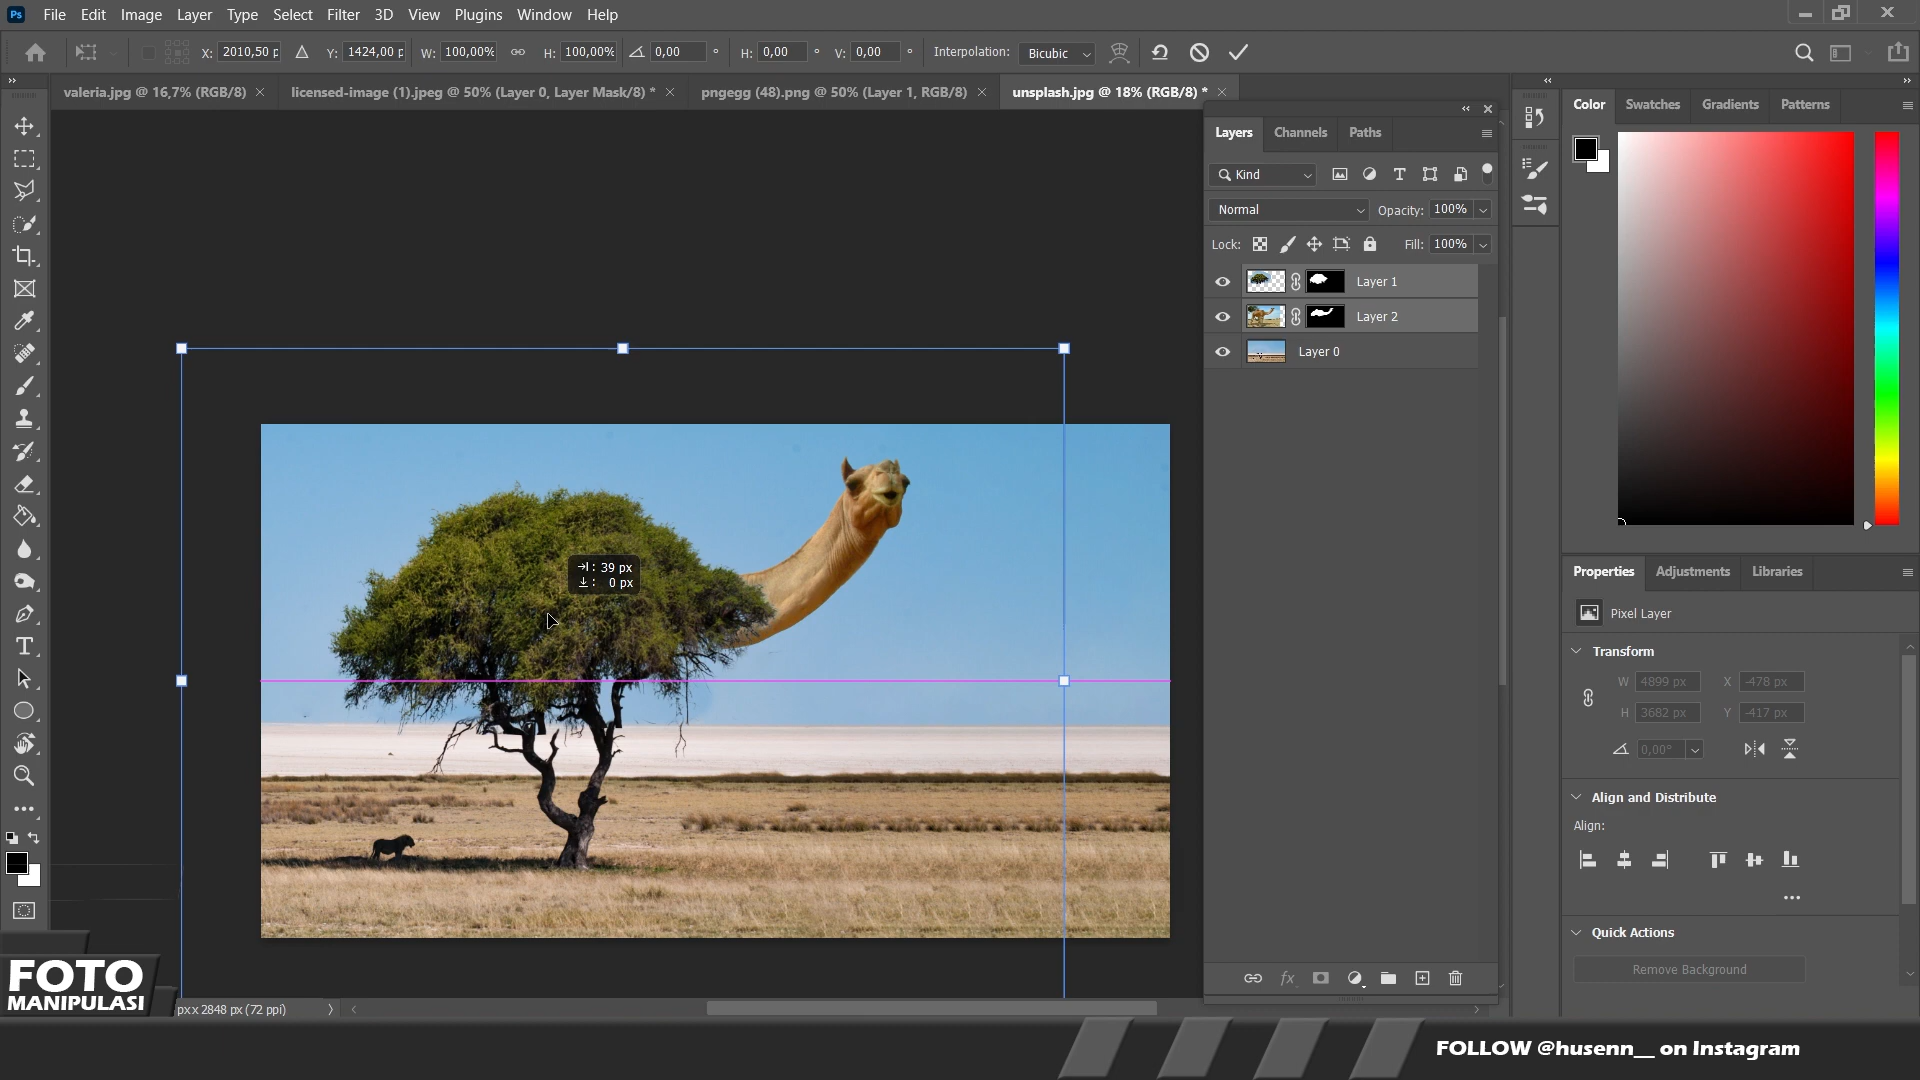 Ps File Edit Image Layer Type Select Filter 3D View Plugins Window Help
X: 2010,50 p Y: 1424,00 p W: 100,00% H: 100,00% 0,00 ° H: 0,00 ° V: 0,00 ° Interpolation: Bicubic
valeria.jpg @ 16,7% (RGB/8) licensed-image (1).jpeg @ 50% (Layer 0, Layer Mask/8) * pngegg (48).png @ 50% (Layer 1, RGB/8) unsplash.jpg @ 18% (RGB/8) *
Layers Channels Paths
Kind
Normal Opacity: 100%
Lock: Fill: 100%
Layer 1
Layer 2
Layer 0
Color Swatches Gradients Patterns
39 px
0 px
Properties Adjustments Libraries
Pixel Layer
Transform
W 4899 px X -478 px
H 3682 px Y -417 px
0,00°
Align and Distribute
Align:
Quick Actions
Remove Background
px x 2848 px (72 ppi)
FOTO
MANIPULASI
FOLLOW @husenn__ on Instagram